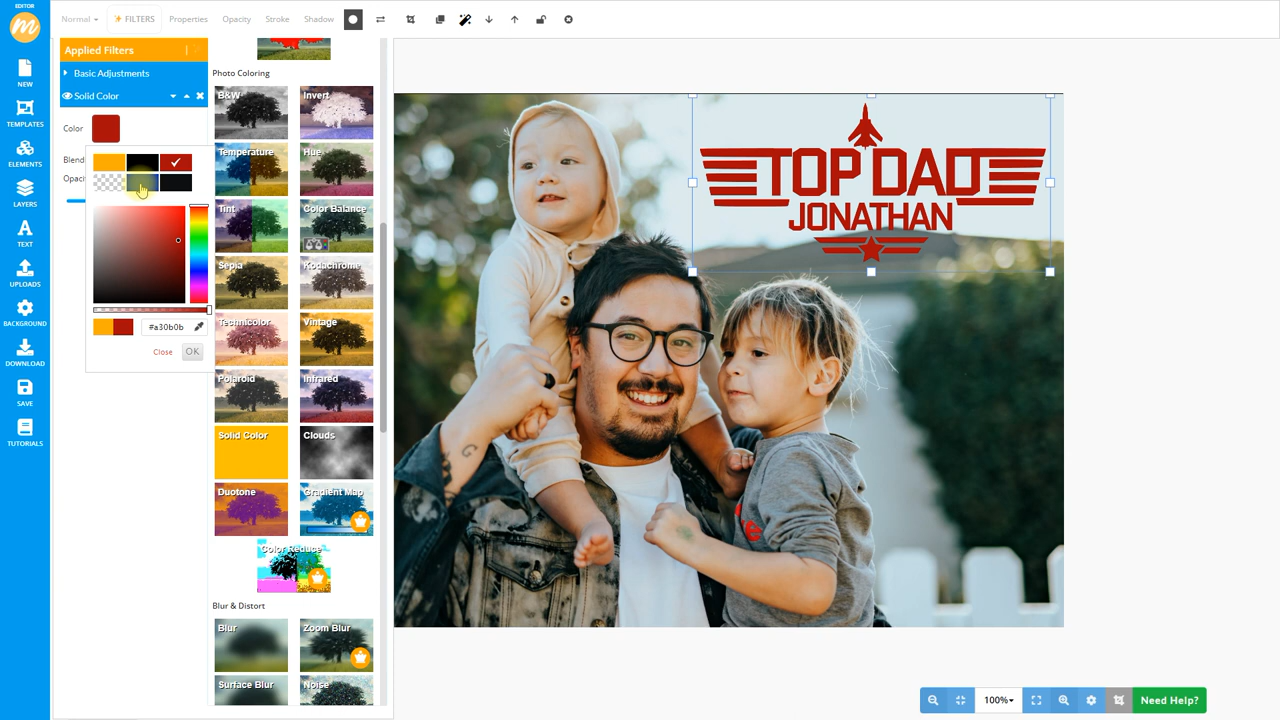 EDITOR
Normal
FILTERS
Properties
Opacity
Stroke
Shadow
NEW
TEMPLATES
ELEMENTS
LAYERS
TEXT
UPLOADS
BACKGROUND
DOWNLOAD
SAVE
TUTORIALS
Applied Filters
Basic Adjustments
Solid Color
Color
Blend
Opaci
#a30b0b
Close
OK
Photo Coloring
B&W
Invert
Temperature
Hue
Tint
Color Balance
Sepia
Kodachrome
Technicolor
Vintage
Polaroid
Infrared
Solid Color
Clouds
Duotone
Gradient Map
Color Reduce
Blur & Distort
Blur
Zoom Blur
Surface Blur
Noise
TOP DAD
JONATHAN
100%
Need Help?